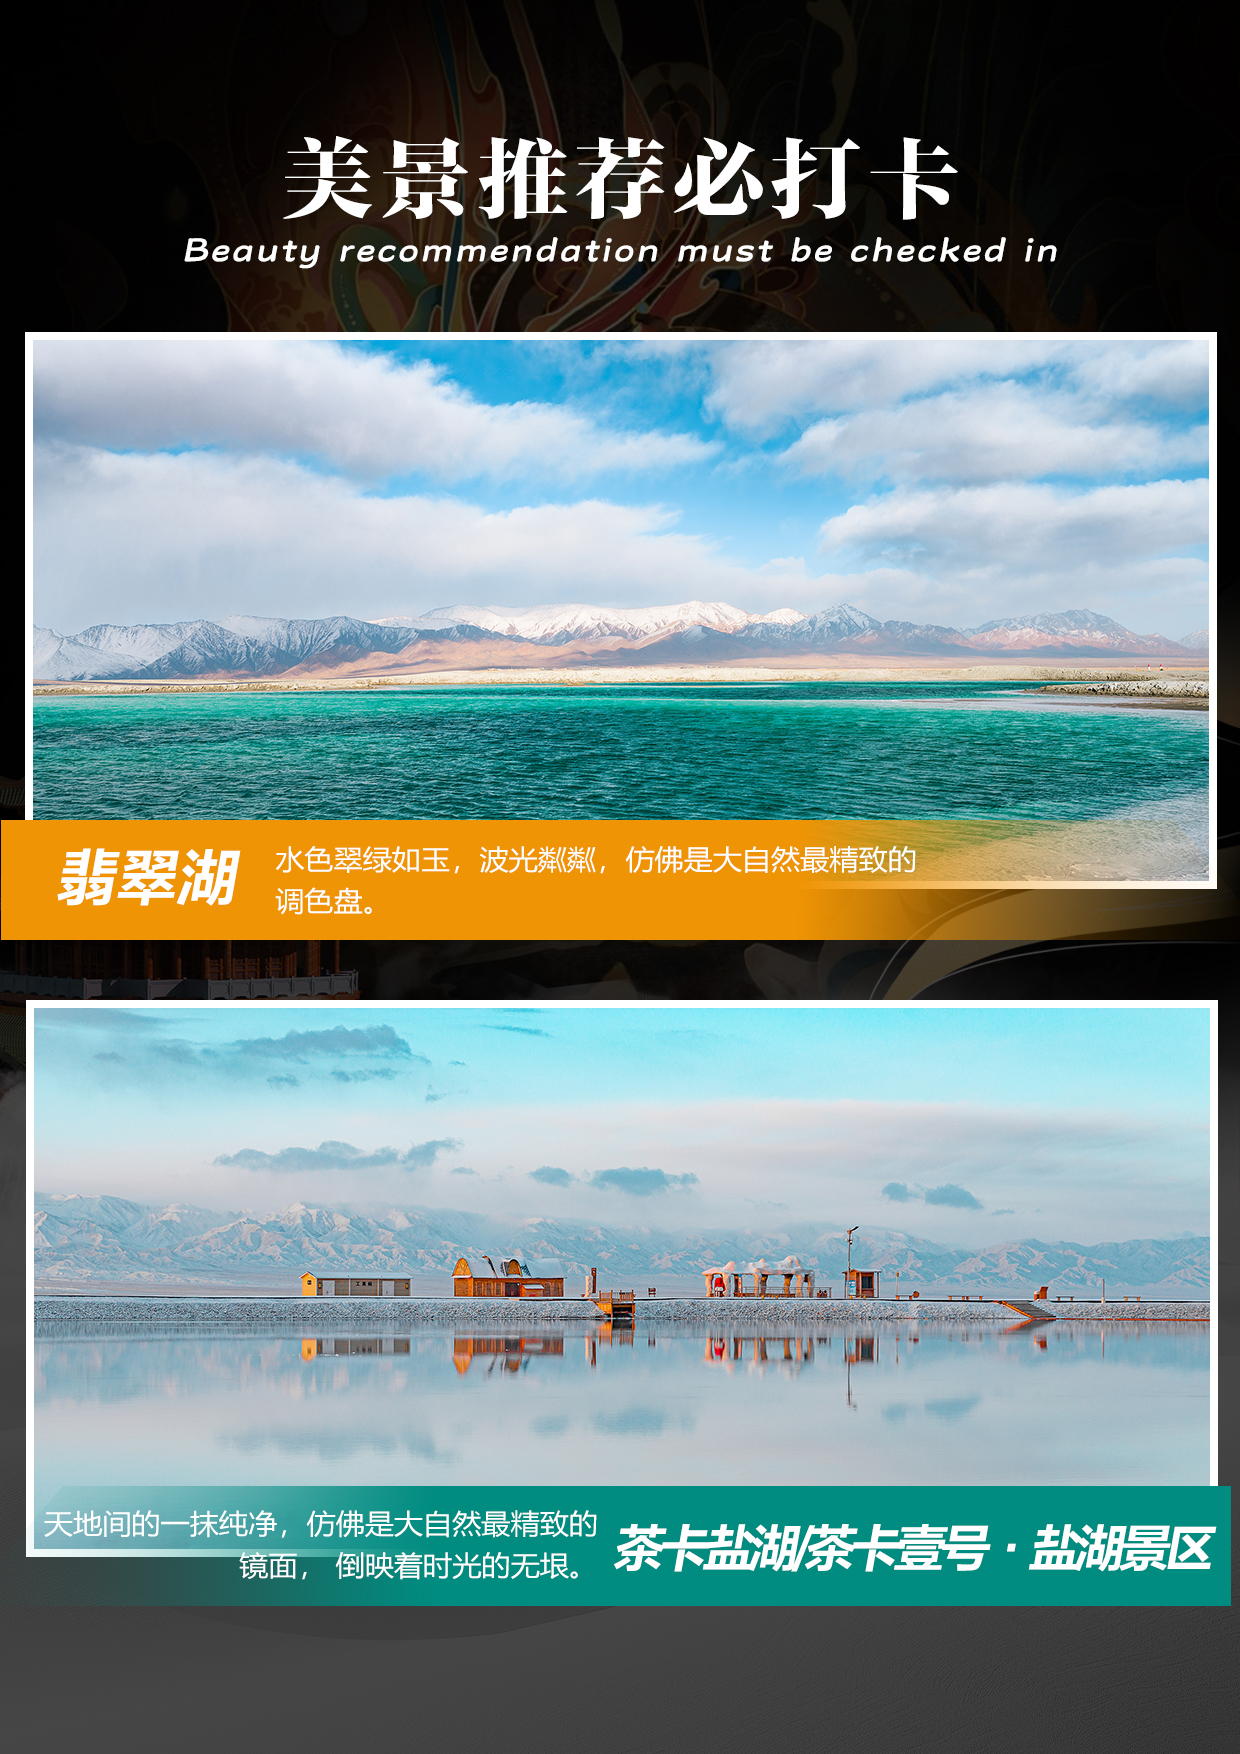 美景推荐必打卡
Beauty recommendation must be checked in
翡翠湖
水色翠绿如玉，波光粼粼，仿佛是大自然最精致的
调色盘。
天地间的一抹纯净，仿佛是大自然最精致的
镜面， 倒映着时光的无垠。
茶卡盐湖/茶卡壹号·盐湖景区